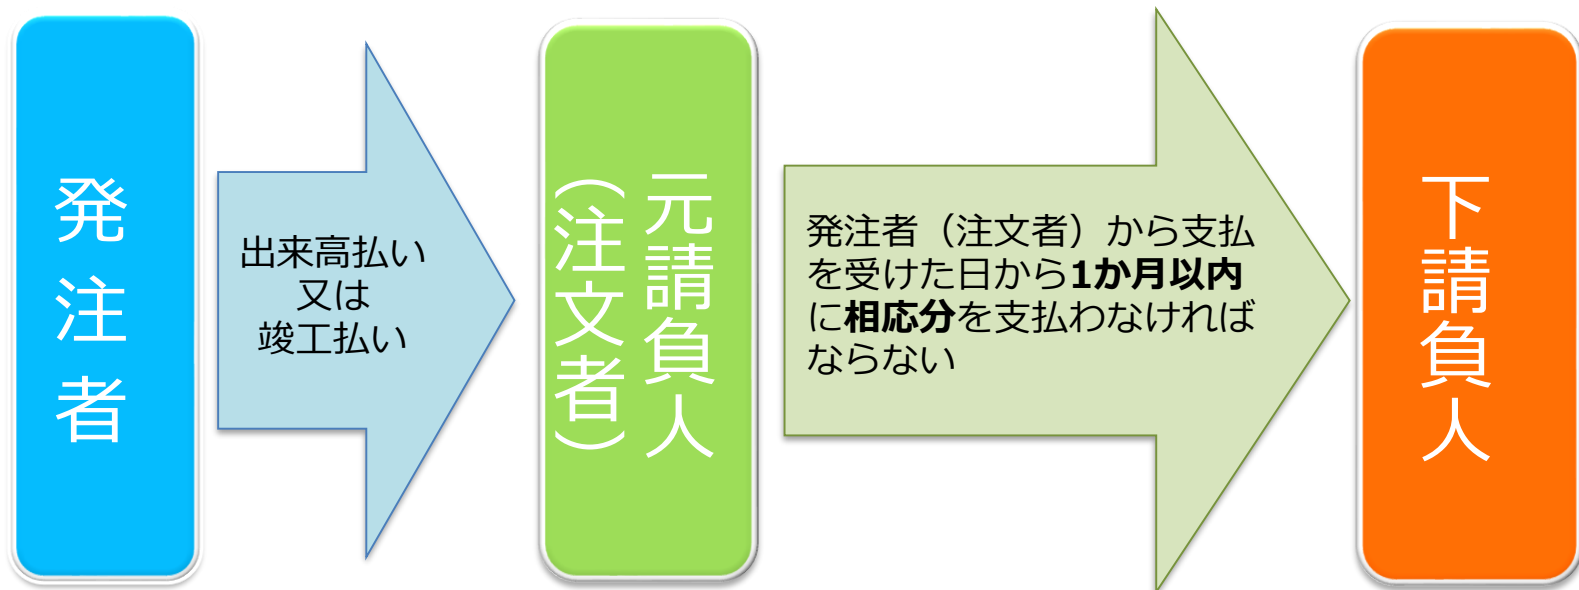 発注者
出来高払い
又は
竣工払い
元請負人
（注文者）
発注者（注文者）から支払
を受けた日から1か月以内
に相応分を支払わなければ
ならない
下請負人